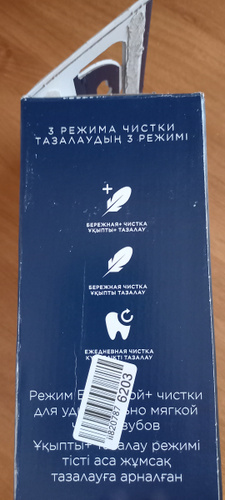 3 РЕЖИМА ЧИСТКИ
ТАЗАЛАУДЫҢ 3 РЕЖИМІ
БЕРЕЖНАЯ+ ЧИСТКА
ҰҚЫПТЫ+ ТАЗАЛАУ
БЕРЕЖНАЯ ЧИСТКА
ҰҚЫПТЫ ТАЗАЛАУ
ЕЖЕДНЕВНАЯ ЧИСТКА
ТАЗАЛАУ
Режим чистки
для мягкой
зубов
Ұқыпты+ режимі
тісті аса жұмсақ
тазалауға арналған
6203